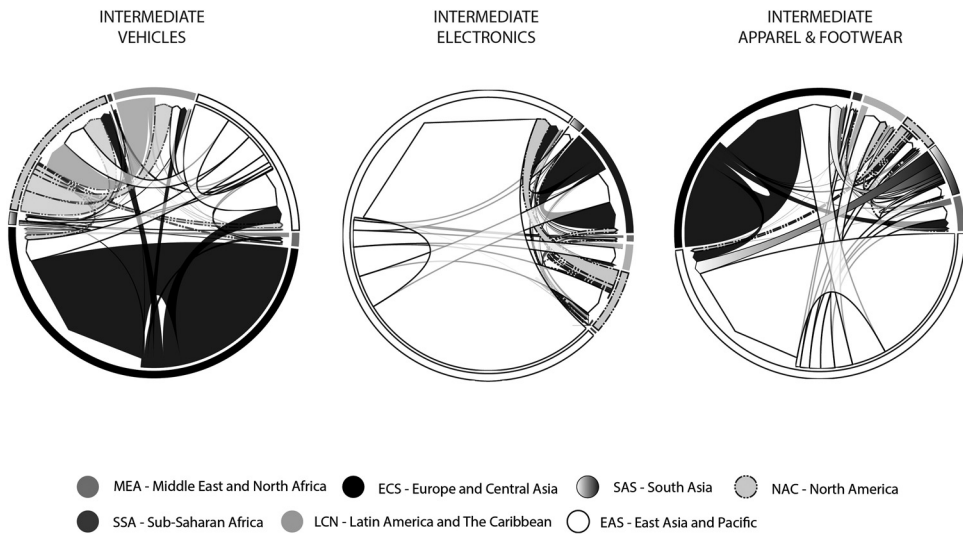 INTERMEDIATE
VEHICLES
INTERMEDIATE
ELECTRONICS
INTERMEDIATE
APPAREL & FOOTWEAR
MEA - Middle East and North Africa
ECS - Europe and Central Asia
SAS - South Asia
NAC - North America
SSA - Sub-Saharan Africa
LCN - Latin America and The Caribbean
EAS - East Asia and Pacific